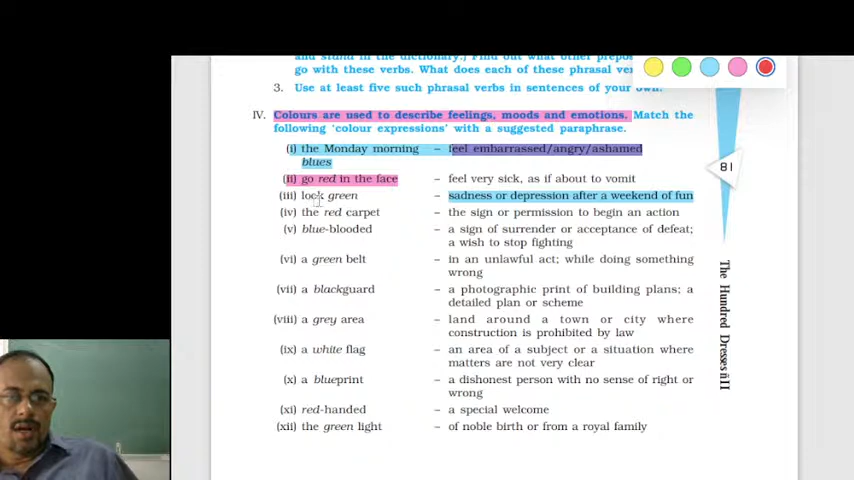 and stand in the dictionary.) Find out what other prepo
go with these verbs. What does each of these phrasal ver
3. Use at least five such phrasal verbs in sentences of your own.
IV. Colours are used to describe feelings, moods and emotions. Match the
following ‘colour expressions’ with a suggested paraphrase.
(i) the Monday morning – feel embarrassed/angry/ashamed
blues
(ii) go red in the face – feel very sick, as if about to vomit
(iii) look green – sadness or depression after a weekend of fun
(iv) the red carpet – the sign or permission to begin an action
(v) blue-blooded – a sign of surrender or acceptance of defeat;
a wish to stop fighting
(vi) a green belt – in an unlawful act; while doing something
wrong
(vii) a blackguard – a photographic print of building plans; a
detailed plan or scheme
(viii) a grey area – land around a town or city where
construction is prohibited by law
(ix) a white flag – an area of a subject or a situation where
matters are not very clear
(x) a blueprint – a dishonest person with no sense of right or
wrong
(xi) red-handed – a special welcome
(xii) the green light – of noble birth or from a royal family
81
The Hundred Dresses ñ II